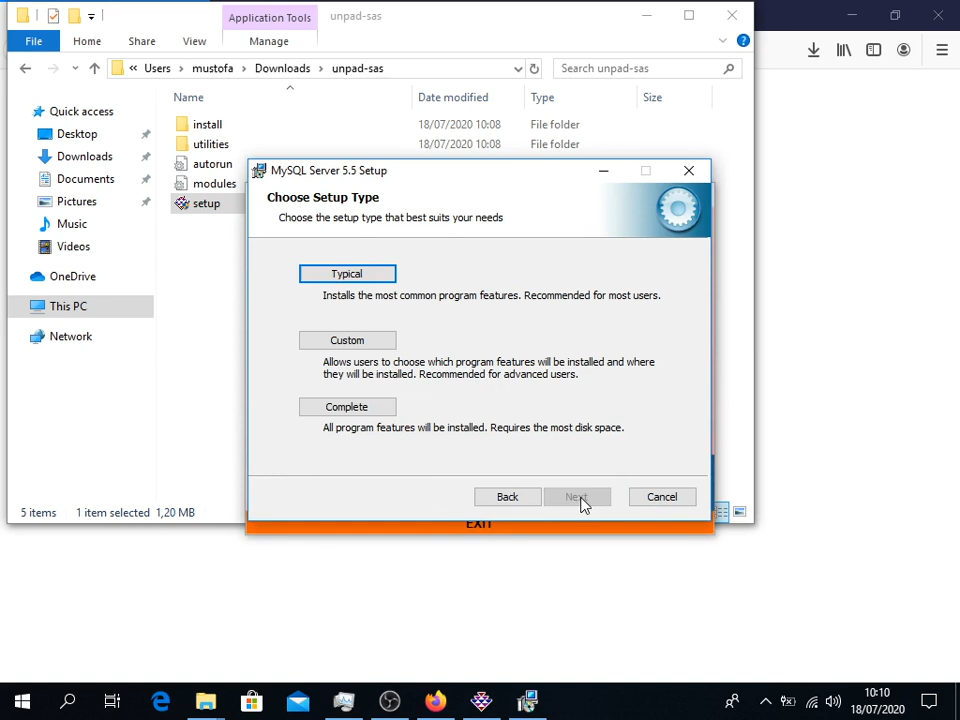 Application Tools
unpad-sas
File
Home
Share
View
Manage
« Users > mustofa > Downloads > unpad-sas
Search unpad-sas
Name
Date modified
Type
Size
Quick access
Desktop
Downloads
Documents
Pictures
Music
Videos
OneDrive
This PC
Network
install
18/07/2020 10:08
File folder
utilities
18/07/2020 10:08
File folder
autorun
modules
setup
MySQL Server 5.5 Setup
Choose Setup Type
Choose the setup type that best suits your needs
Typical
Installs the most common program features. Recommended for most users.
Custom
Allows users to choose which program features will be installed and where
they will be installed. Recommended for advanced users.
Complete
All program features will be installed. Requires the most disk space.
Back
Next
Cancel
EXIT
5 items
1 item selected 1,20 MB
10:10
18/07/2020